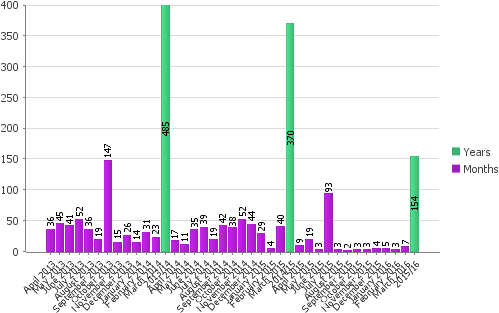 400
350
300
250
200
150
100
50
0
36
45
41
52
36
19
147
15
26
14
31
23
485
17
11
35
39
19
42
38
52
44
29
4
40
370
9
19
3
93
3
2
3
3
4
5
3
7
154
April 2013
May 2013
June 2013
July 2013
August 2013
September 2013
October 2013
November 2013
December 2013
January 2014
February 2014
March 2014
2013/14
April 2014
May 2014
June 2014
July 2014
August 2014
September 2014
October 2014
November 2014
December 2014
January 2015
February 2015
March 2015
2014/15
April 2015
May 2015
June 2015
July 2015
August 2015
September 2015
October 2015
November 2015
December 2015
January 2016
February 2016
March 2016
2015/16
Years
Months